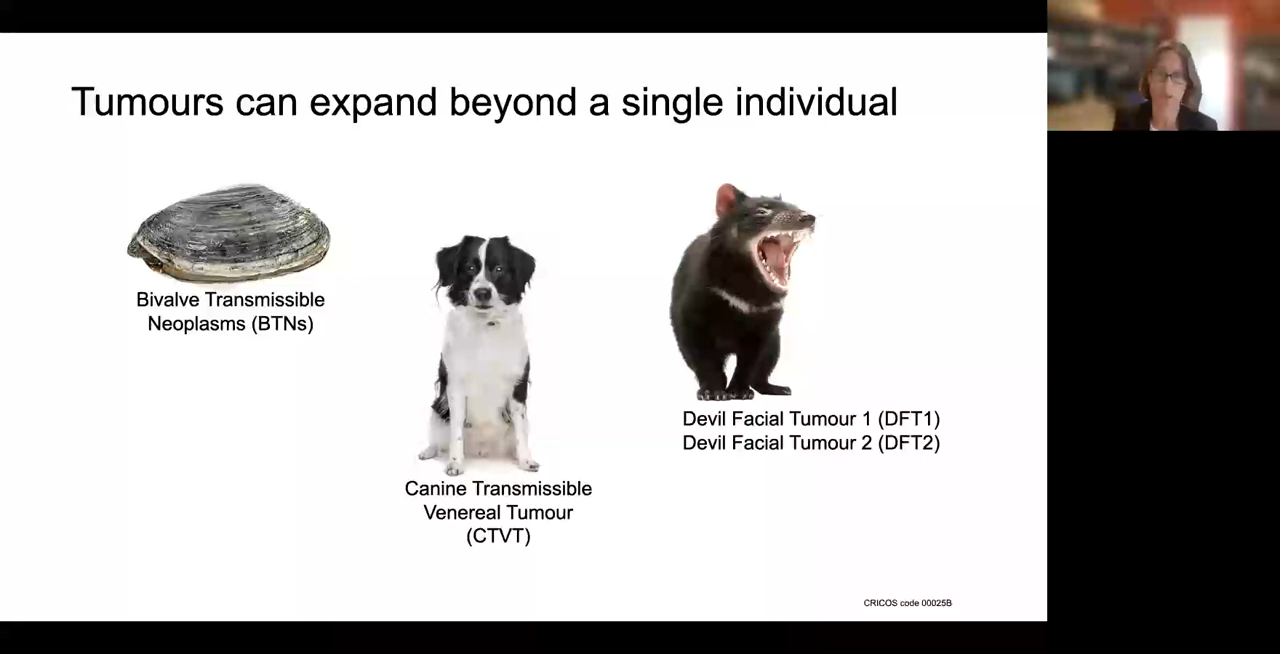 Tumours can expand beyond a single individual
Bivalve Transmissible
Neoplasms (BTNs)
Canine Transmissible
Venereal Tumour
(CTVT)
Devil Facial Tumour 1 (DFT1)
Devil Facial Tumour 2 (DFT2)
CRICOS code 00025B